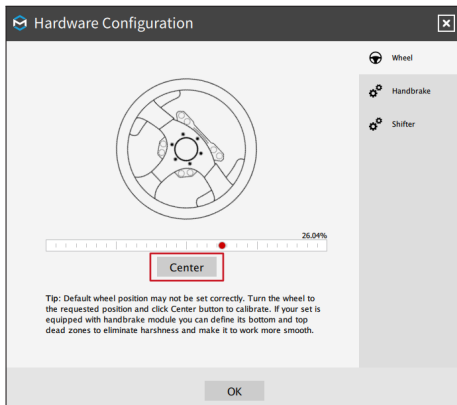 Hardware Configuration
Wheel
Handbrake
Shifter
26.04%
Center
Tip: Default wheel position may not be set correctly. Turn the wheel to
the requested position and click Center button to calibrate. If your set is
equipped with handbrake module you can define its bottom and top
dead zones to eliminate harshness and make it to work more smooth.
OK